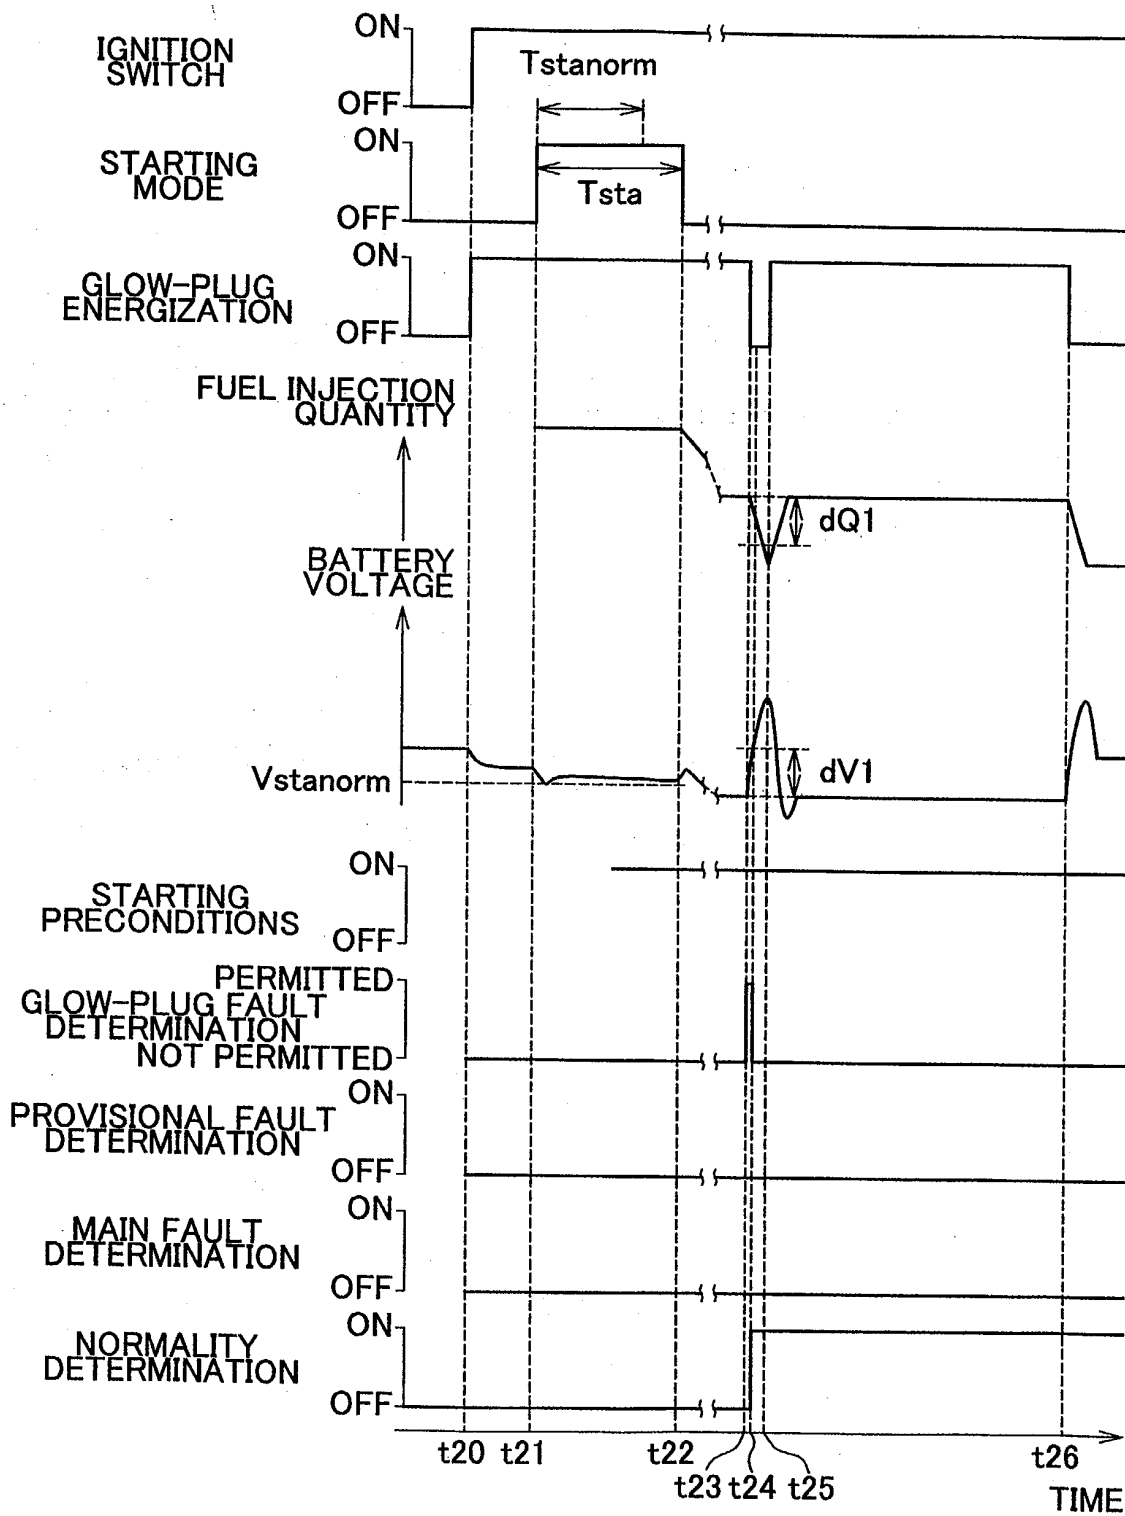 IGNITION
SWITCH
ON
OFF
Tstanorm
STARTING
MODE
ON
OFF
Tsta
GLOW-PLUG
ENERGIZATION
ON
OFF
FUEL INJECTION
QUANTITY
dQ1
BATTERY
VOLTAGE
Vstanorm
dV1
STARTING
PRECONDITIONS
ON
OFF
PERMITTED
GLOW-PLUG FAULT
DETERMINATION
NOT PERMITTED
PROVISIONAL FAULT
DETERMINATION
ON
OFF
MAIN FAULT
DETERMINATION
ON
OFF
NORMALITY
DETERMINATION
ON
OFF
t20 t21 t22 t26
t23 t24 t25
TIME